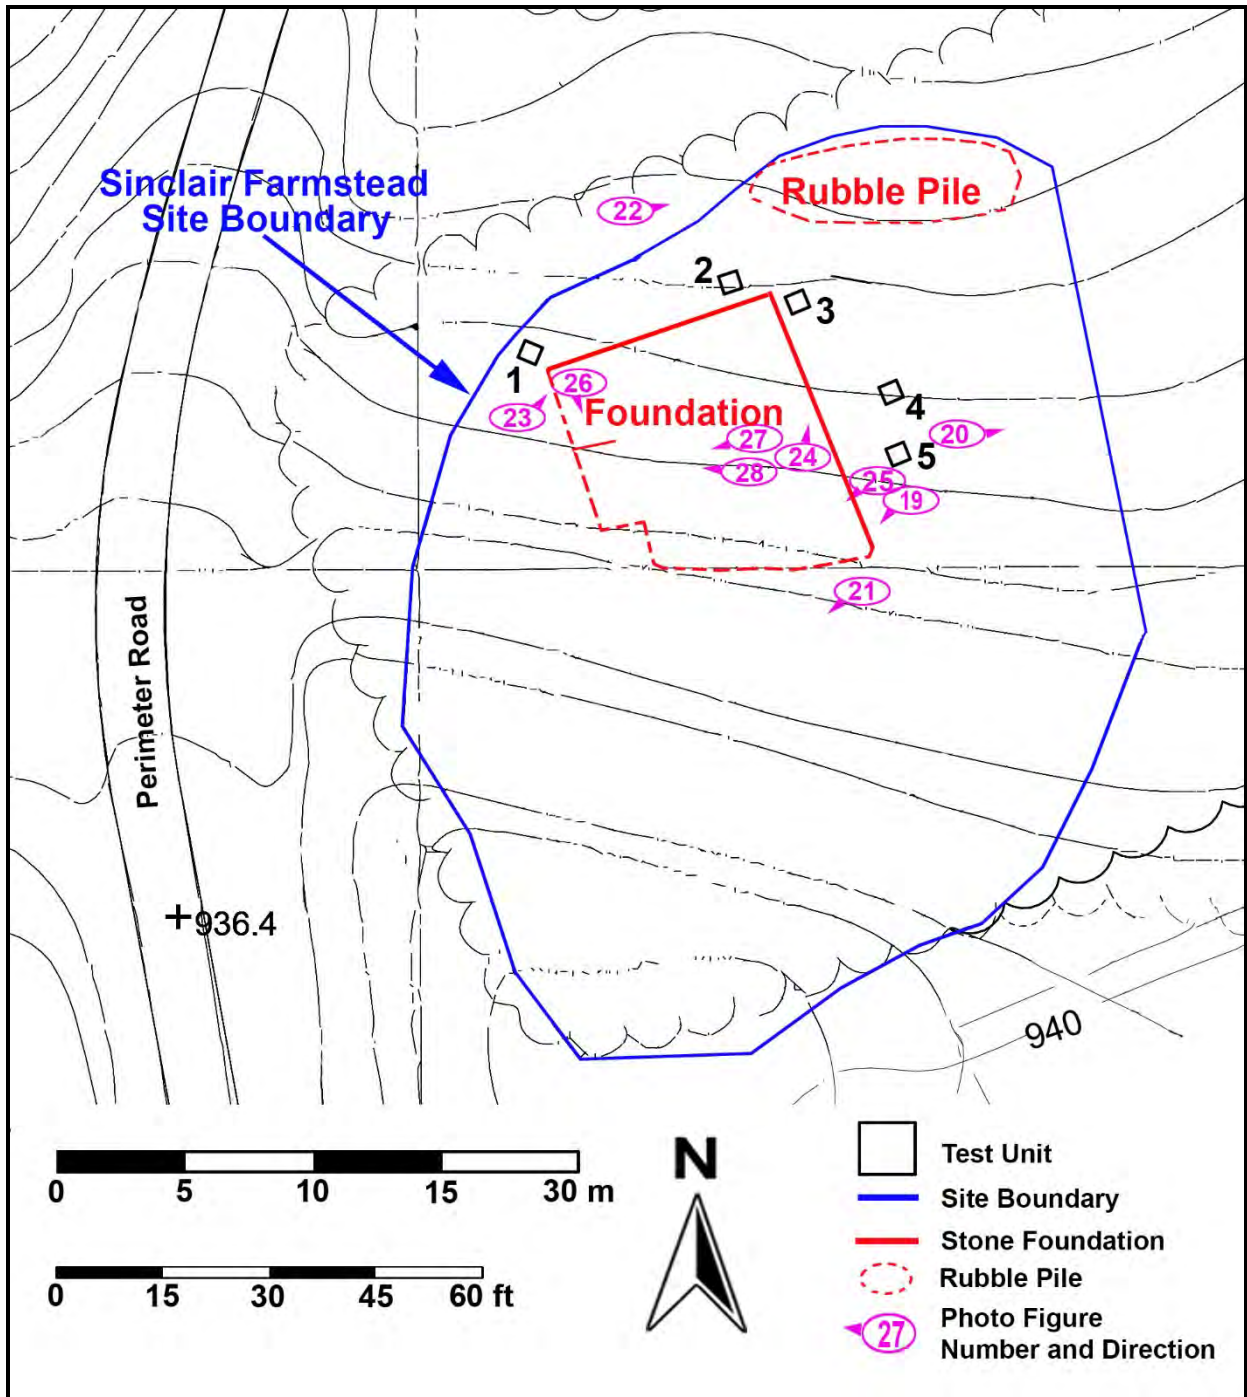 Sinclair Farmstead
Site Boundary
Rubble Pile
22
2
3
1
26
23
Foundation
4
27
20
24
5
28
25
19
21
Perimeter Road
936.4
940
0 5 10 15 30 m
0 15 30 45 60 ft
N
Test Unit
Site Boundary
Stone Foundation
Rubble Pile
27
Photo Figure
Number and Direction